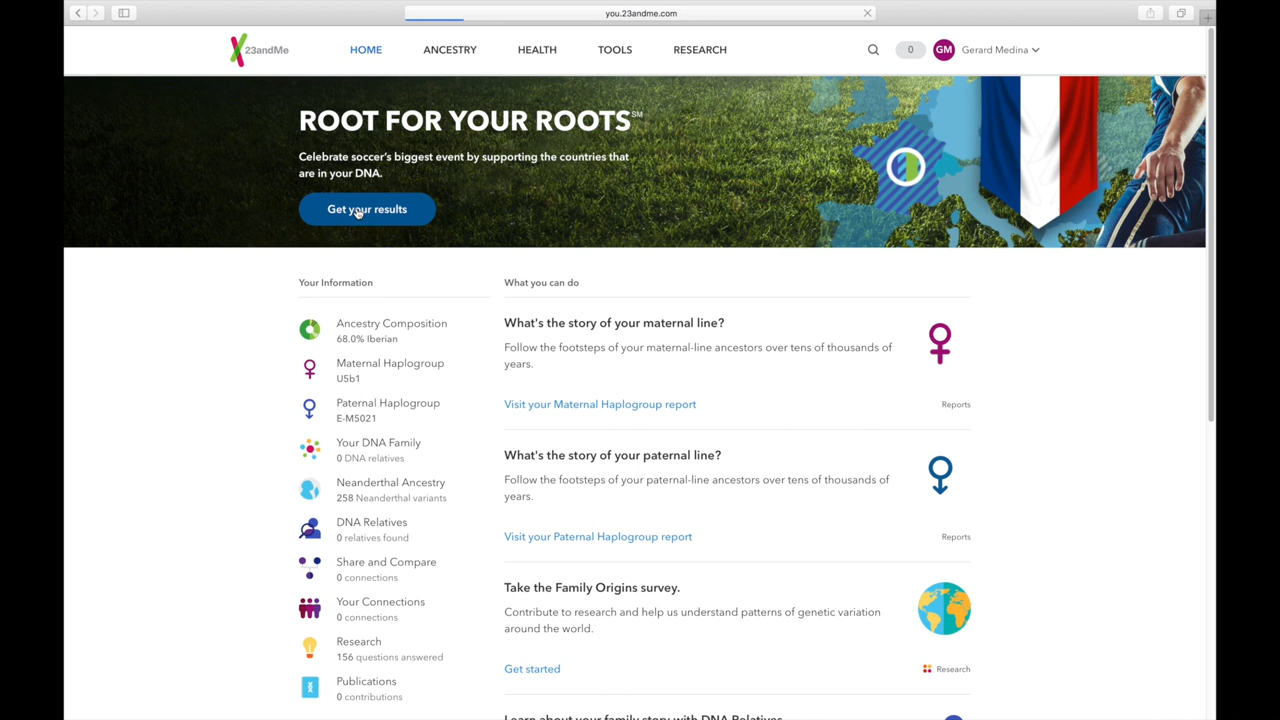 you.23andme.com
23andMe
HOME
ANCESTRY
HEALTH
TOOLS
RESEARCH
0
GM
Gerard Medina
ROOT FOR YOUR ROOTS℠
Celebrate soccer's biggest event by supporting the countries that
are in your DNA.
Get your results
Your Information
Ancestry Composition
68.0% Iberian
Maternal Haplogroup
U5b1
Paternal Haplogroup
E-M5021
Your DNA Family
0 DNA relatives
Neanderthal Ancestry
258 Neanderthal variants
DNA Relatives
0 relatives found
Share and Compare
0 connections
Your Connections
0 connections
Research
156 questions answered
Publications
0 contributions
What you can do
What's the story of your maternal line?
Follow the footsteps of your maternal-line ancestors over tens of thousands of
years.
Visit your Maternal Haplogroup report
Reports
What's the story of your paternal line?
Follow the footsteps of your paternal-line ancestors over tens of thousands of
years.
Visit your Paternal Haplogroup report
Reports
Take the Family Origins survey.
Contribute to research and help us understand patterns of genetic variation
around the world.
Get started
Research
Learn about your family story with DNA Relatives